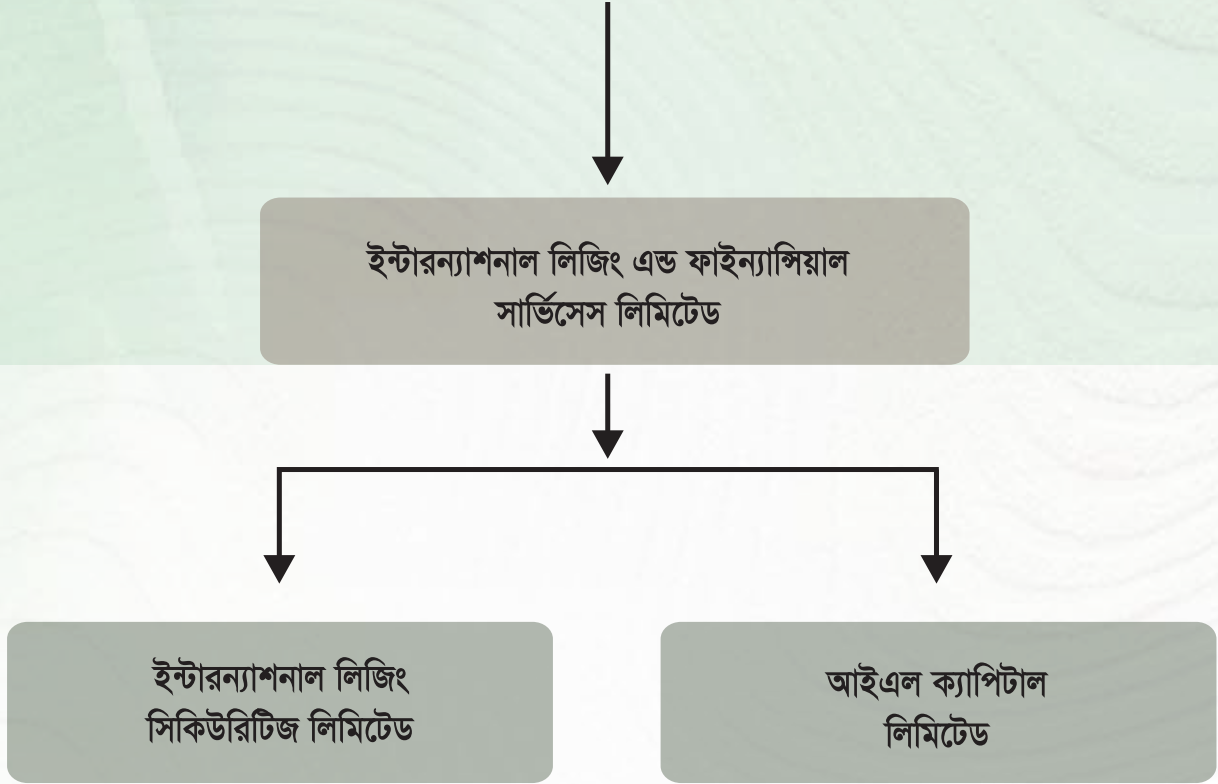 ইন্টারন্যাশনাল লিজিং এন্ড ফাইন্যান্সিয়াল
সার্ভিসেস লিমিটেড
ইন্টারন্যাশনাল লিজিং
সিকিউরিটিজ লিমিটেড
আইএল ক্যাপিটাল
লিমিটেড